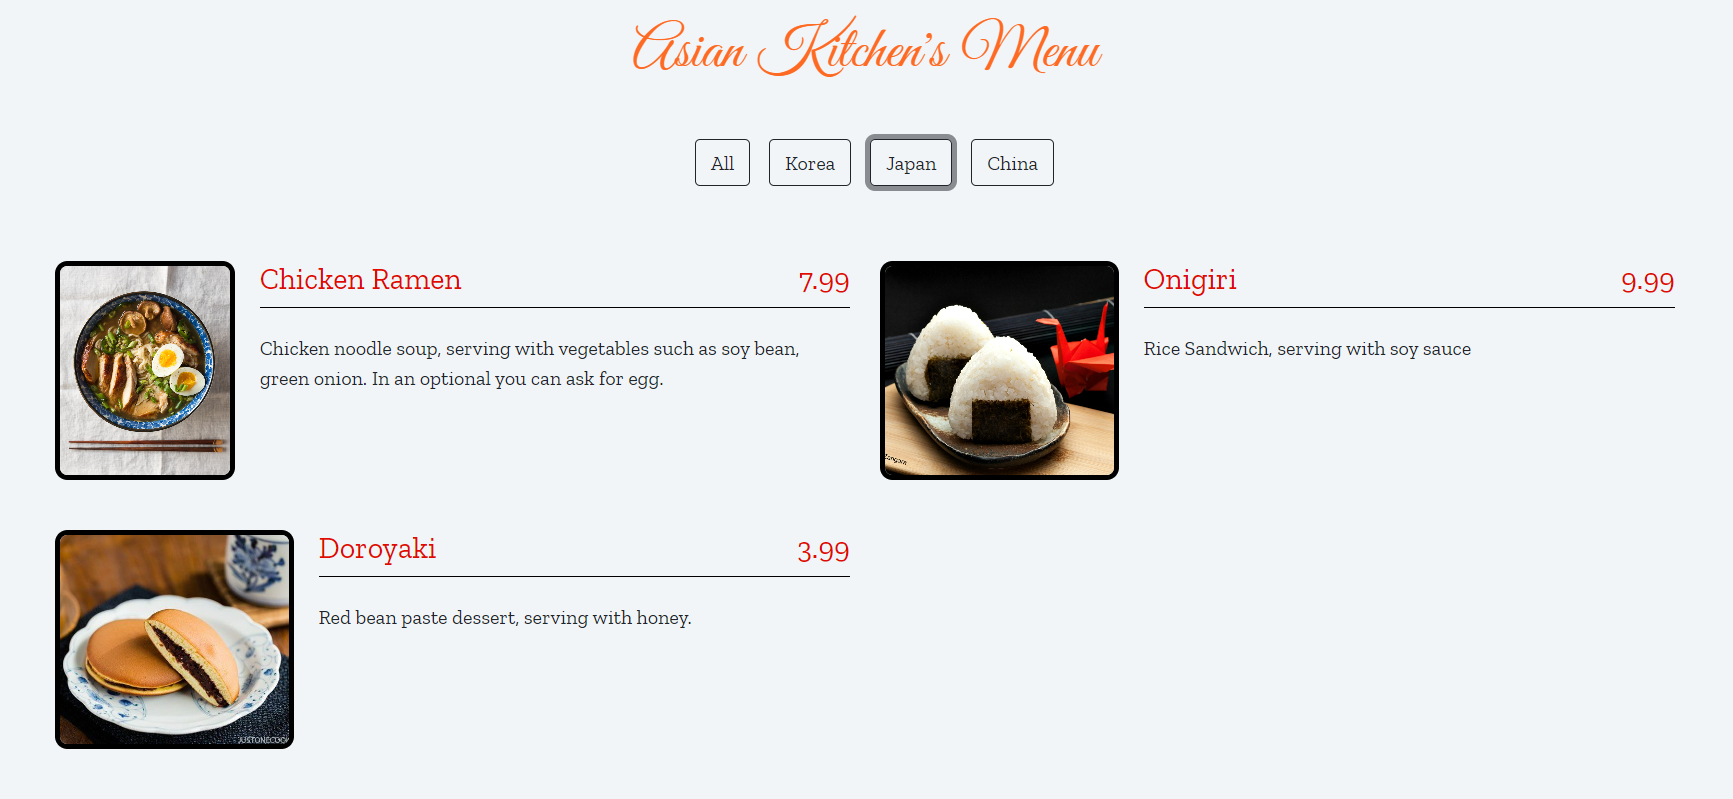 Asian Kitchen's Menu
All Korea Japan China
Chicken Ramen 7.99
Chicken noodle soup, serving with vegetables such as soy bean,
green onion. In an optional you can ask for egg.
Onigiri 9.99
Rice Sandwich, serving with soy sauce
Doroyaki 3.99
Red bean paste dessert, serving with honey.